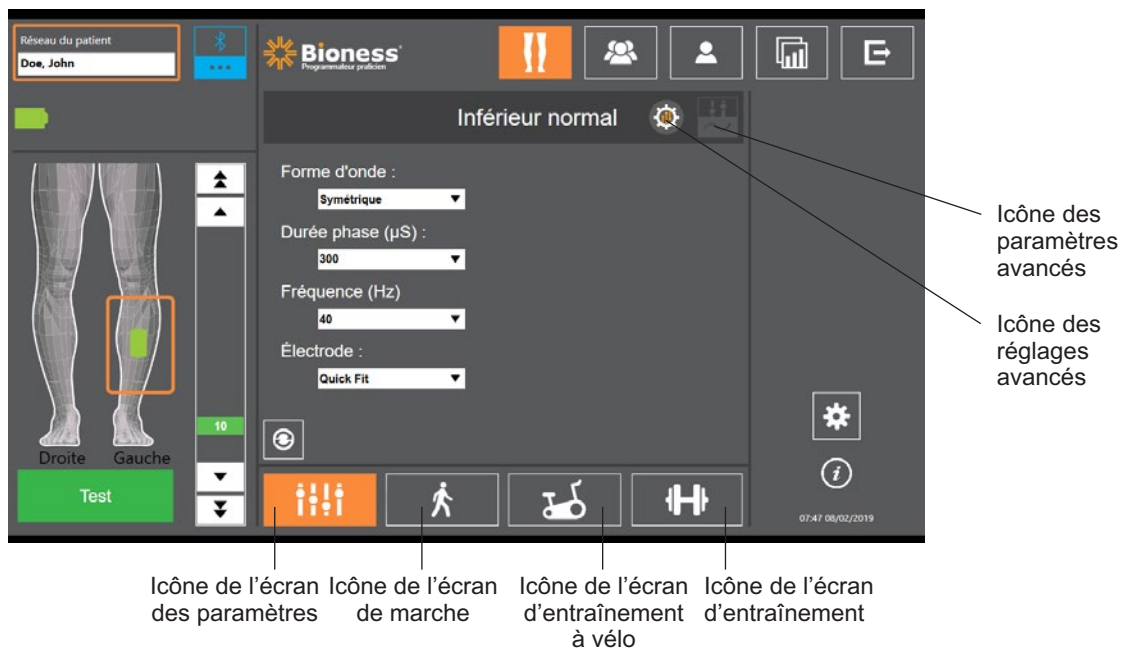 Réseau du patient
Doe, John
Bioness
Programmateur praticien
Inférieur normal
Forme d'onde :
Symétrique
Durée phase (µS) :
300
Fréquence (Hz)
40
Électrode :
Quick Fit
10
Droite Gauche
Test
i
07:47 08/02/2019
Icône des
paramètres
avancés
Icône des
réglages
avancés
Icône de l'écran
des paramètres
Icône de l'écran
de marche
Icône de l'écran
d'entraînement
à vélo
Icône de l'écran
d'entraînement